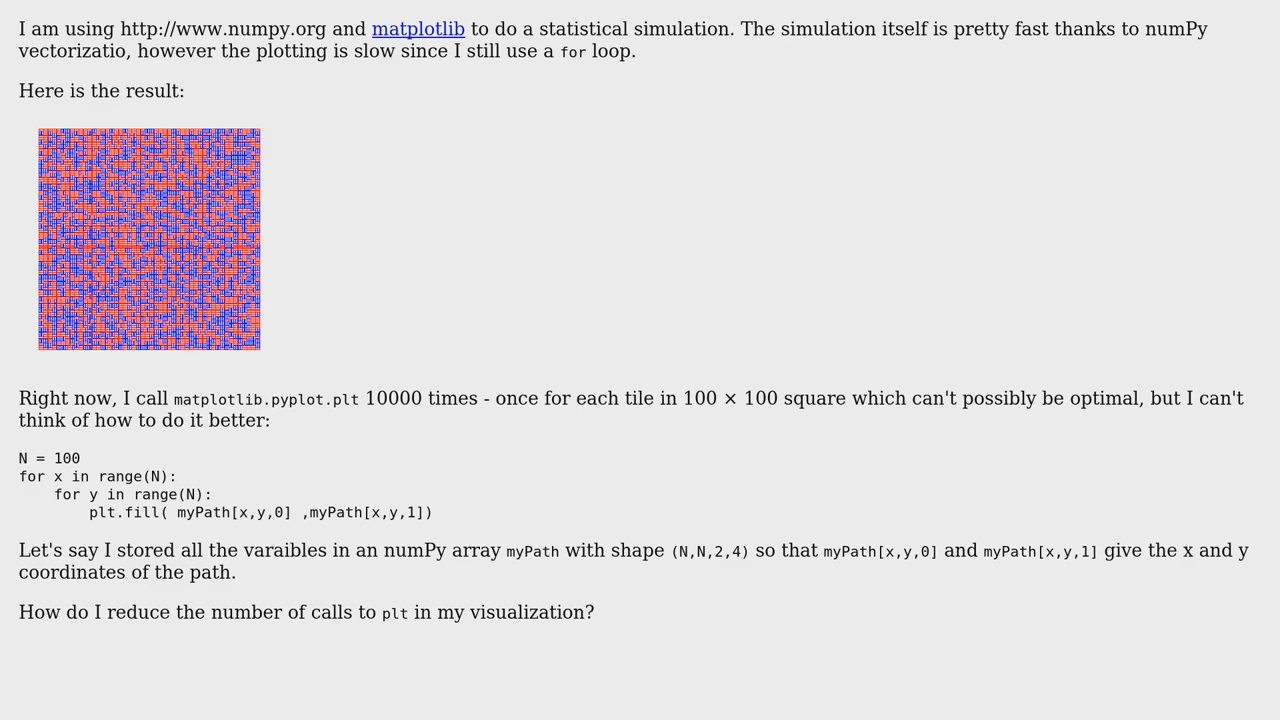 I am using http://www.numpy.org and matplotlib to do a statistical simulation. The simulation itself is pretty fast thanks to numPy
vectorizatio, however the plotting is slow since I still use a for loop.
Here is the result:
Right now, I call matplotlib.pyplot.plt 10000 times - once for each tile in 100 × 100 square which can't possibly be optimal, but I can't
think of how to do it better:
N = 100
for x in range(N):
    for y in range(N):
        plt.fill( myPath[x,y,0] ,myPath[x,y,1])
Let's say I stored all the varaibles in an numPy array myPath with shape (N,N,2,4) so that myPath[x,y,0] and myPath[x,y,1] give the x and y
coordinates of the path.
How do I reduce the number of calls to plt in my visualization?